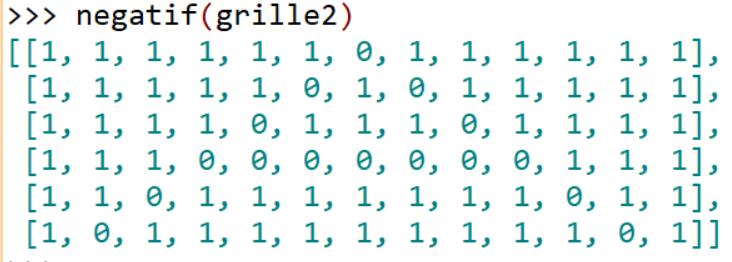 >>> negatif(grille2)
[[1, 1, 1, 1, 1, 1, 0, 1, 1, 1, 1, 1, 1],
[1, 1, 1, 1, 1, 0, 1, 0, 1, 1, 1, 1, 1],
[1, 1, 1, 1, 0, 1, 1, 1, 0, 1, 1, 1, 1],
[1, 1, 1, 0, 0, 0, 0, 0, 0, 0, 1, 1, 1],
[1, 1, 0, 1, 1, 1, 1, 1, 1, 1, 0, 1, 1],
[1, 0, 1, 1, 1, 1, 1, 1, 1, 1, 1, 0, 1]]